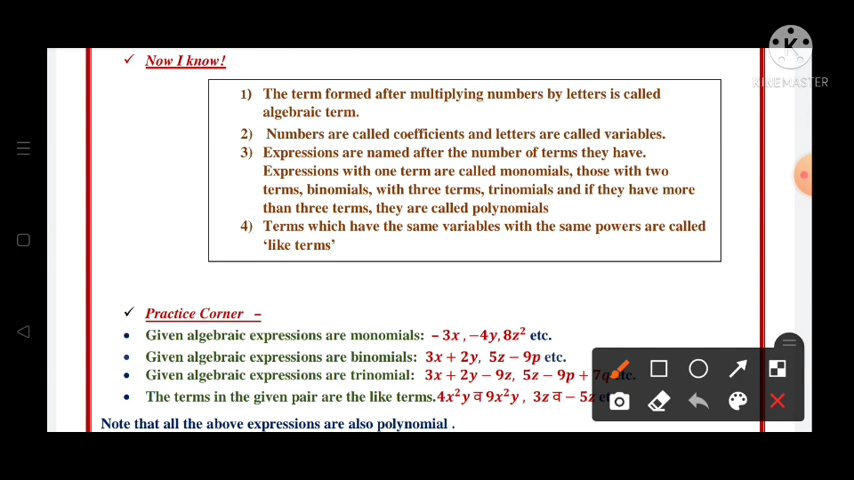 Now I know!
KINEMASTER
1) The term formed after multiplying numbers by letters is called
algebraic term.
2) Numbers are called coefficients and letters are called variables.
3) Expressions are named after the number of terms they have.
Expressions with one term are called monomials, those with two
terms, binomials, with three terms, trinomials and if they have more
than three terms, they are called polynomials
4) Terms which have the same variables with the same powers are called
‘like terms’
Practice Corner –
Given algebraic expressions are monomials: – 3x , −4y, 8z² etc.
Given algebraic expressions are binomials: 3x + 2y, 5z − 9p etc.
Given algebraic expressions are trinomial: 3x + 2y − 9z, 5z − 9p + 7q etc.
The terms in the given pair are the like terms. 4x²y व 9x²y , 3z व − 5z
Note that all the above expressions are also polynomial .